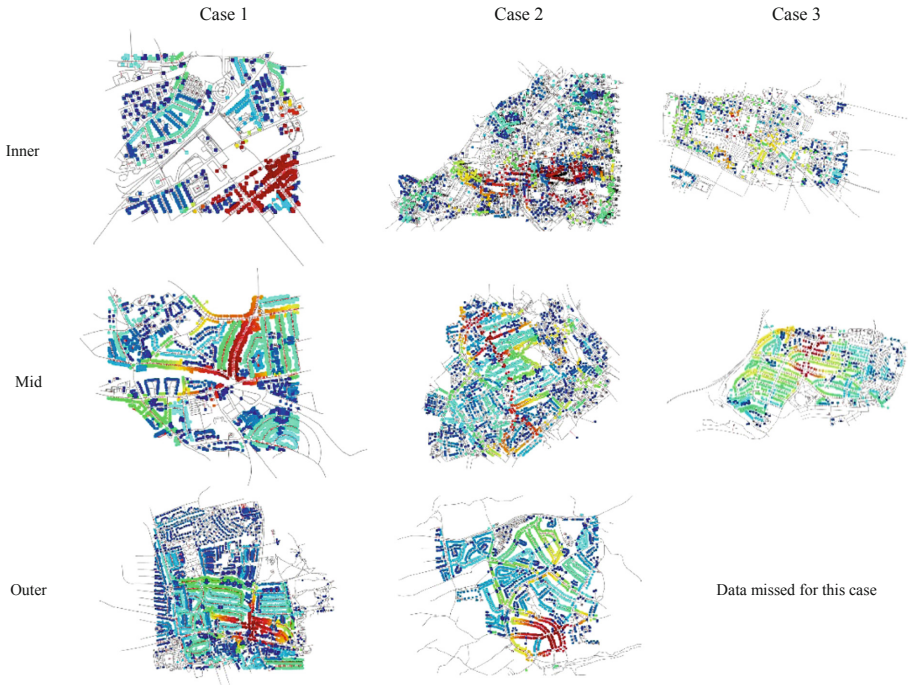 Case 1
Case 2
Case 3
Inner
Mid
Outer
Data missed for this case